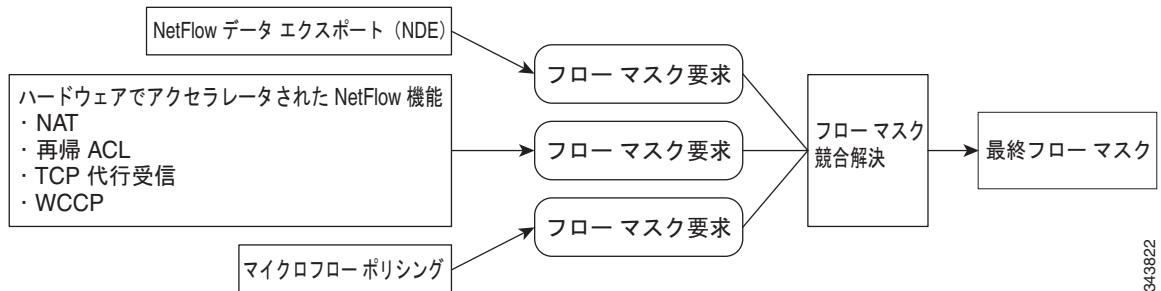 NetFlow データ エクスポート（NDE）
フロー マスク要求
ハードウェアでアクセラレータされた NetFlow 機能
· NAT
· 再帰 ACL
· TCP 代行受信
· WCCP
フロー マスク要求
フロー マスク
競合解決
最終フロー マスク
フロー マスク要求
マイクロフロー ポリシング
343822